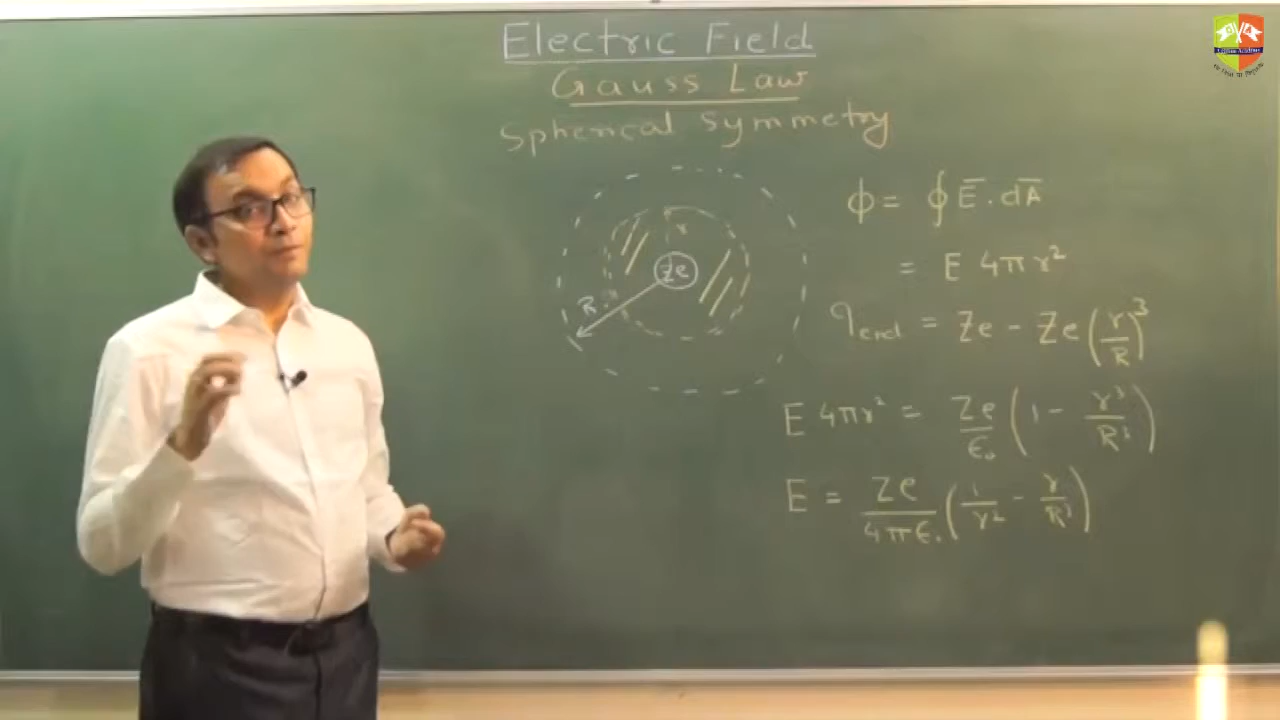 Electric Field
Gauss Law
Spherical Symmetry
r
Ze
R
ϕ = ∮ E̅ . dA̅
= E 4πr²
qencl = Ze - Ze (r/R)³
E 4πr² = Ze/ϵ₀ (1 - r³/R³)
E = Ze/4πϵ₀ (1/r² - r/R³)